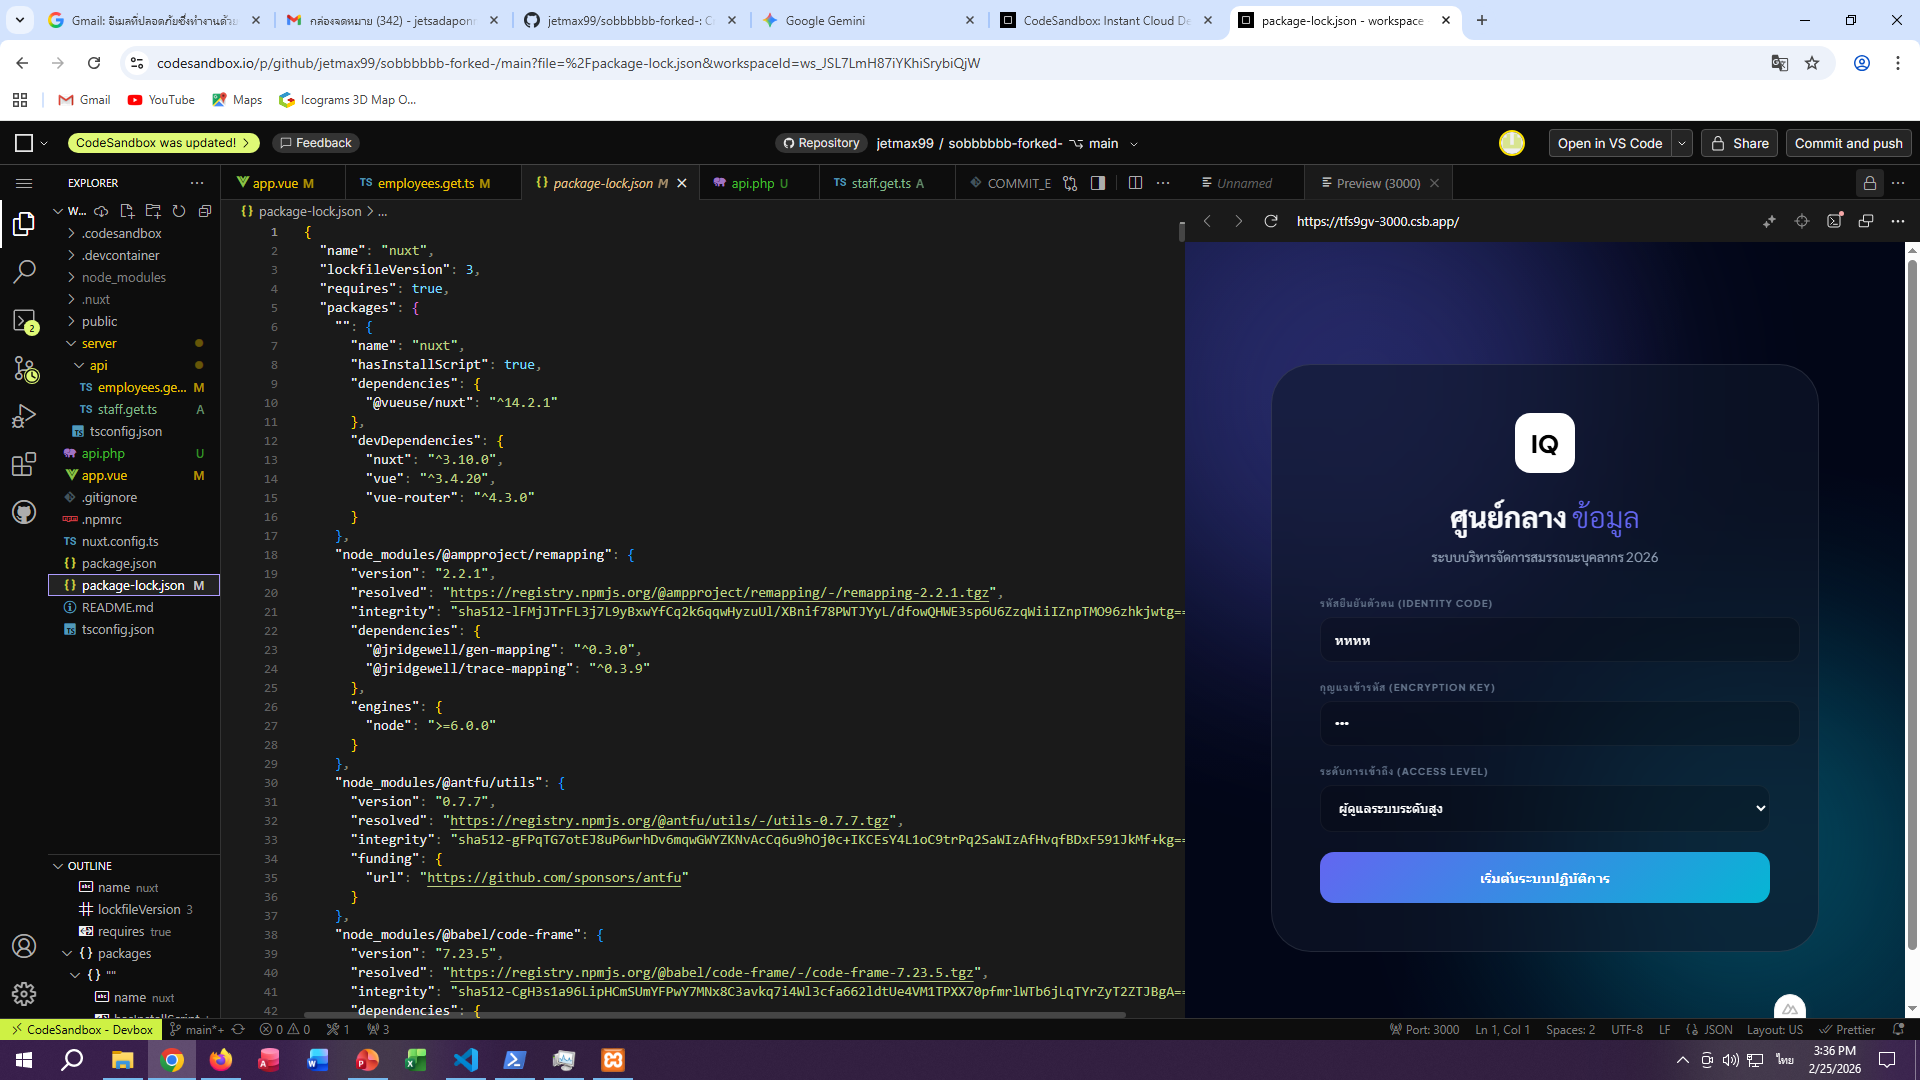 Gmail: อีเมลที่ปลอดภัยซึ่งทำงานด้วย
กล่องจดหมาย (342) - jetsadapon
jetmax99/sobbbbbb-forked-: Co
Google Gemini
CodeSandbox: Instant Cloud De
package-lock.json - workspace
codesandbox.io/p/github/jetmax99/sobbbbbb-forked-/main?file=%2Fpackage-lock.json&workspaceId=ws_JSL7LmH87iYKhiSrybiQjW
Gmail
YouTube
Maps
Icograms 3D Map O...
CodeSandbox was updated!
Feedback
Repository
jetmax99 / sobbbbbb-forked-
main
Open in VS Code
Share
Commit and push
EXPLORER
app.vue M
employees.get.ts M
package-lock.json M
api.php U
staff.get.ts A
COMMIT_E
Unnamed
Preview (3000)
W...
package-lock.json > ...
https://tfs9gv-3000.csb.app/
.codesandbox
.devcontainer
node_modules
.nuxt
public
server
api
employees.ge... M
staff.get.ts A
tsconfig.json
api.php U
app.vue M
.gitignore
.npmrc
nuxt.config.ts
package.json
package-lock.json M
README.md
tsconfig.json
2
OUTLINE
name nuxt
lockfileVersion 3
requires true
packages
""
name nuxt
1 {
2 "name": "nuxt",
3 "lockfileVersion": 3,
4 "requires": true,
5 "packages": {
6 "": {
7 "name": "nuxt",
8 "hasInstallScript": true,
9 "dependencies": {
10 "@vueuse/nuxt": "^14.2.1"
11 },
12 "devDependencies": {
13 "nuxt": "^3.10.0",
14 "vue": "^3.4.20",
15 "vue-router": "^4.3.0"
16 }
17 },
18 "node_modules/@ampproject/remapping": {
19 "version": "2.2.1",
20 "resolved": "https://registry.npmjs.org/@ampproject/remapping/-/remapping-2.2.1.tgz",
21 "integrity": "sha512-lFMjJTrFL3j7L9yBxwYfCq2k6qqwHyzuUl/XBnif78PWTJYyL/dfowQHWE3sp6U6ZzqWiiIZnpTMO96zhkjwtg==
22 "dependencies": {
23 "@jridgewell/gen-mapping": "^0.3.0",
24 "@jridgewell/trace-mapping": "^0.3.9"
25 },
26 "engines": {
27 "node": ">=6.0.0"
28 }
29 },
30 "node_modules/@antfu/utils": {
31 "version": "0.7.7",
32 "resolved": "https://registry.npmjs.org/@antfu/utils/-/utils-0.7.7.tgz",
33 "integrity": "sha512-gFPqTG7otEJ8uP6wrhDv6mqwGWYZKNvAcCq6u9hOj0c+IKCEsY4L1oC9trPq2SaWIzAfHvqfBDxF591JkMf+kg==
34 "funding": {
35 "url": "https://github.com/sponsors/antfu"
36 }
37 },
38 "node_modules/@babel/code-frame": {
39 "version": "7.23.5",
40 "resolved": "https://registry.npmjs.org/@babel/code-frame/-/code-frame-7.23.5.tgz",
41 "integrity": "sha512-CgH3s1a96LipHCmSUmYFPwY7MNx8C3avkq7i4Wl3cfa662ldtUe4VM1TPXX70pfmrlWTb6jLqTYrZyT2ZTJBgA==
42 "dependencies": {
IQ
ศูนย์กลาง ข้อมูล
ระบบบริหารจัดการสมรรถนะบุคลากร 2026
รหัสยืนยันตัวตน (IDENTITY CODE)
หหหห
กุญแจเข้ารหัส (ENCRYPTION KEY)
•••
ระดับการเข้าถึง (ACCESS LEVEL)
ผู้ดูแลระบบระดับสูง
เริ่มต้นระบบปฏิบัติการ
CodeSandbox - Devbox
main*+
0
0
1
3
Port: 3000
Ln 1, Col 1
Spaces: 2
UTF-8
LF
JSON
Layout: US
Prettier
ไทย
3:36 PM
2/25/2026